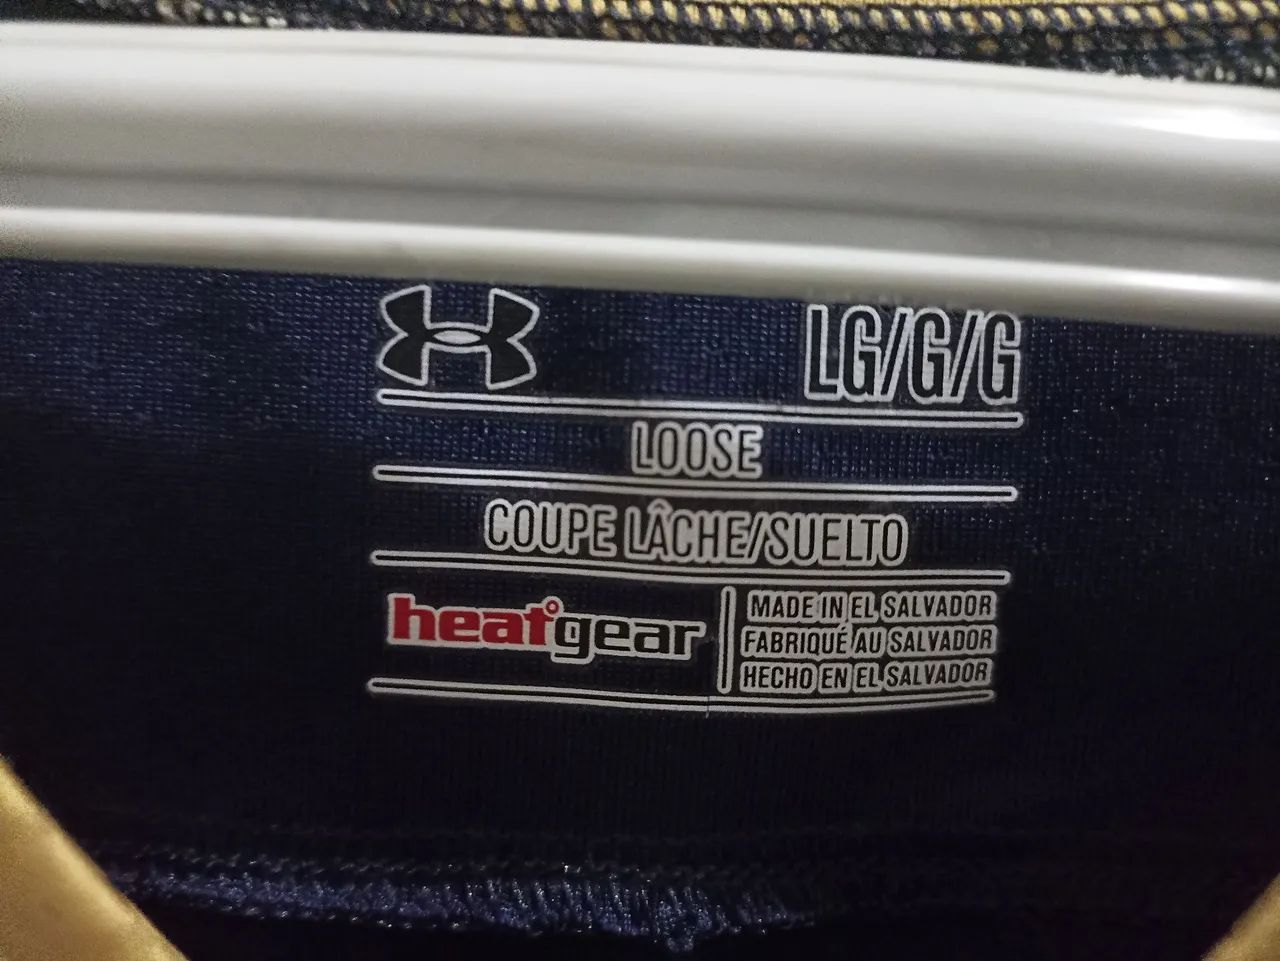 LG/G/G
LOOSE
COUPE LÂCHE/SUELTO
heatgear
MADE IN EL SALVADOR
FABRIQUÉ AU SALVADOR
HECHO EN EL SALVADOR